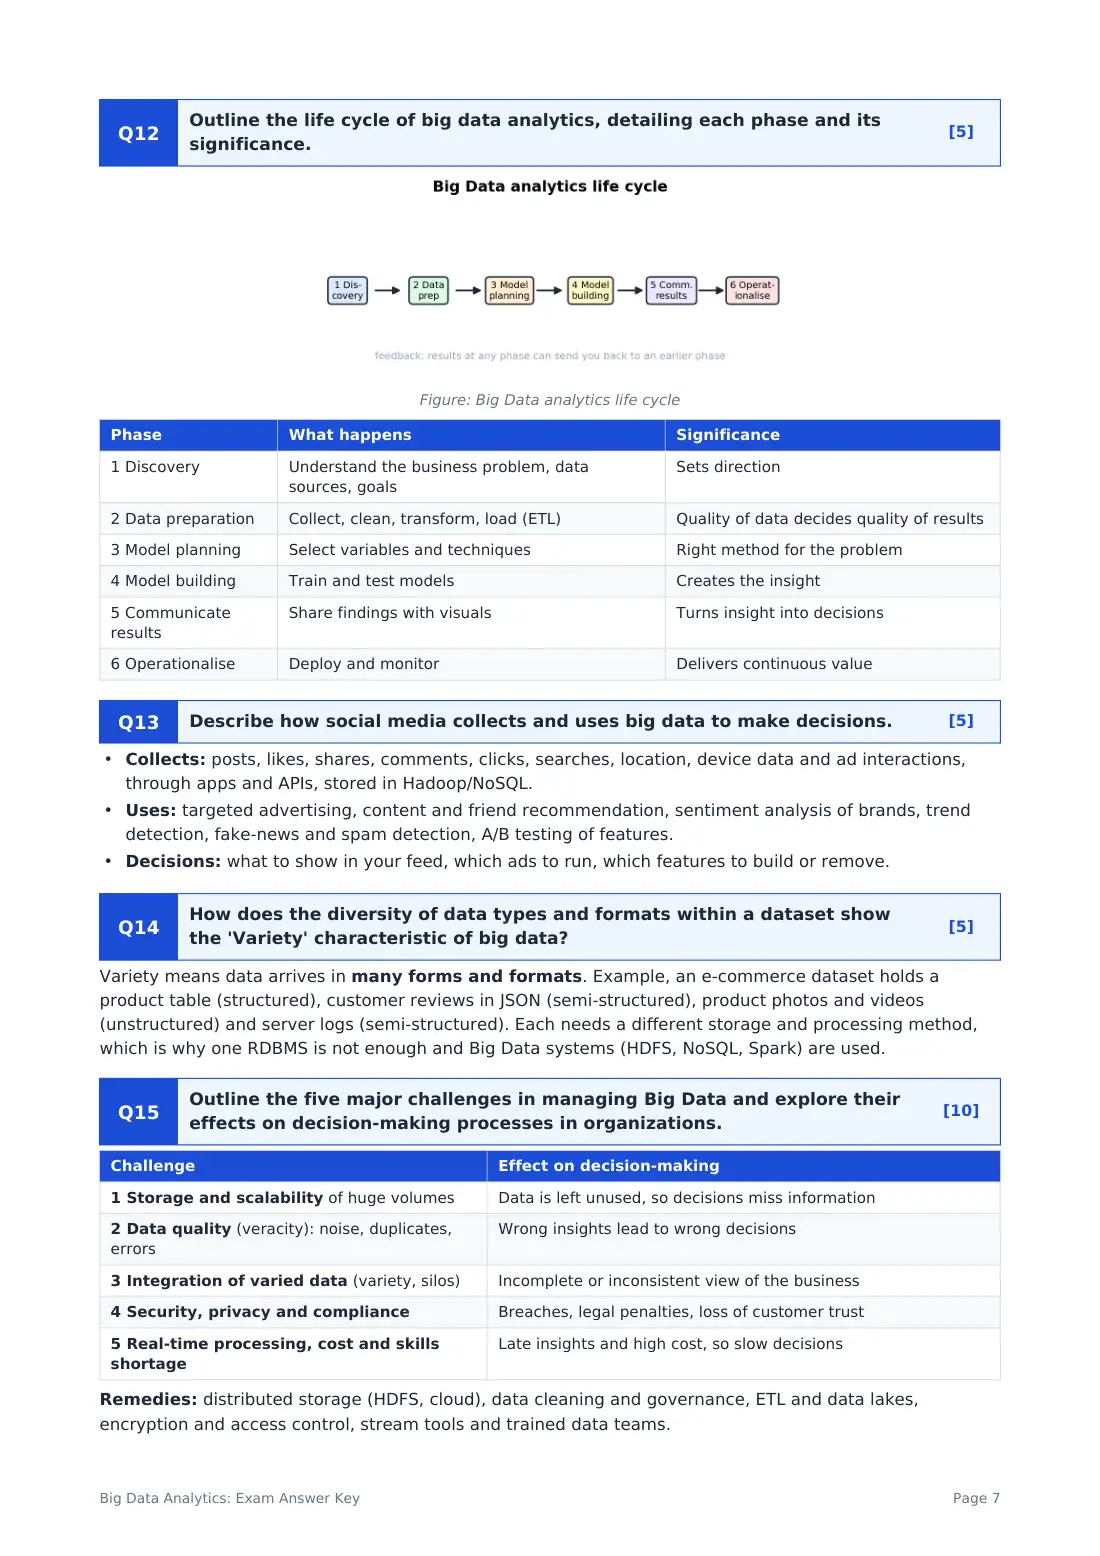 Q12
Outline the life cycle of big data analytics, detailing each phase and its
significance.
[5]
Big Data analytics life cycle
1 Dis-
covery
2 Data
prep
3 Model
planning
4 Model
building
5 Comm.
results
6 Operat-
ionalise
feedback: results at any phase can send you back to an earlier phase
Figure: Big Data analytics life cycle
Phase What happens Significance
1 Discovery Understand the business problem, data Sets direction
sources, goals
2 Data preparation Collect, clean, transform, load (ETL) Quality of data decides quality of results
3 Model planning Select variables and techniques Right method for the problem
4 Model building Train and test models Creates the insight
5 Communicate Share findings with visuals Turns insight into decisions
results
6 Operationalise Deploy and monitor Delivers continuous value
Q13 Describe how social media collects and uses big data to make decisions. [5]
• Collects: posts, likes, shares, comments, clicks, searches, location, device data and ad interactions,
through apps and APIs, stored in Hadoop/NoSQL.
• Uses: targeted advertising, content and friend recommendation, sentiment analysis of brands, trend
detection, fake-news and spam detection, A/B testing of features.
• Decisions: what to show in your feed, which ads to run, which features to build or remove.
Q14
How does the diversity of data types and formats within a dataset show
the 'Variety' characteristic of big data?
[5]
Variety means data arrives in many forms and formats. Example, an e-commerce dataset holds a
product table (structured), customer reviews in JSON (semi-structured), product photos and videos
(unstructured) and server logs (semi-structured). Each needs a different storage and processing method,
which is why one RDBMS is not enough and Big Data systems (HDFS, NoSQL, Spark) are used.
Q15
Outline the five major challenges in managing Big Data and explore their
effects on decision-making processes in organizations.
[10]
Challenge Effect on decision-making
1 Storage and scalability of huge volumes Data is left unused, so decisions miss information
2 Data quality (veracity): noise, duplicates, Wrong insights lead to wrong decisions
errors
3 Integration of varied data (variety, silos) Incomplete or inconsistent view of the business
4 Security, privacy and compliance Breaches, legal penalties, loss of customer trust
5 Real-time processing, cost and skills Late insights and high cost, so slow decisions
shortage
Remedies: distributed storage (HDFS, cloud), data cleaning and governance, ETL and data lakes,
encryption and access control, stream tools and trained data teams.
Big Data Analytics: Exam Answer Key Page 7